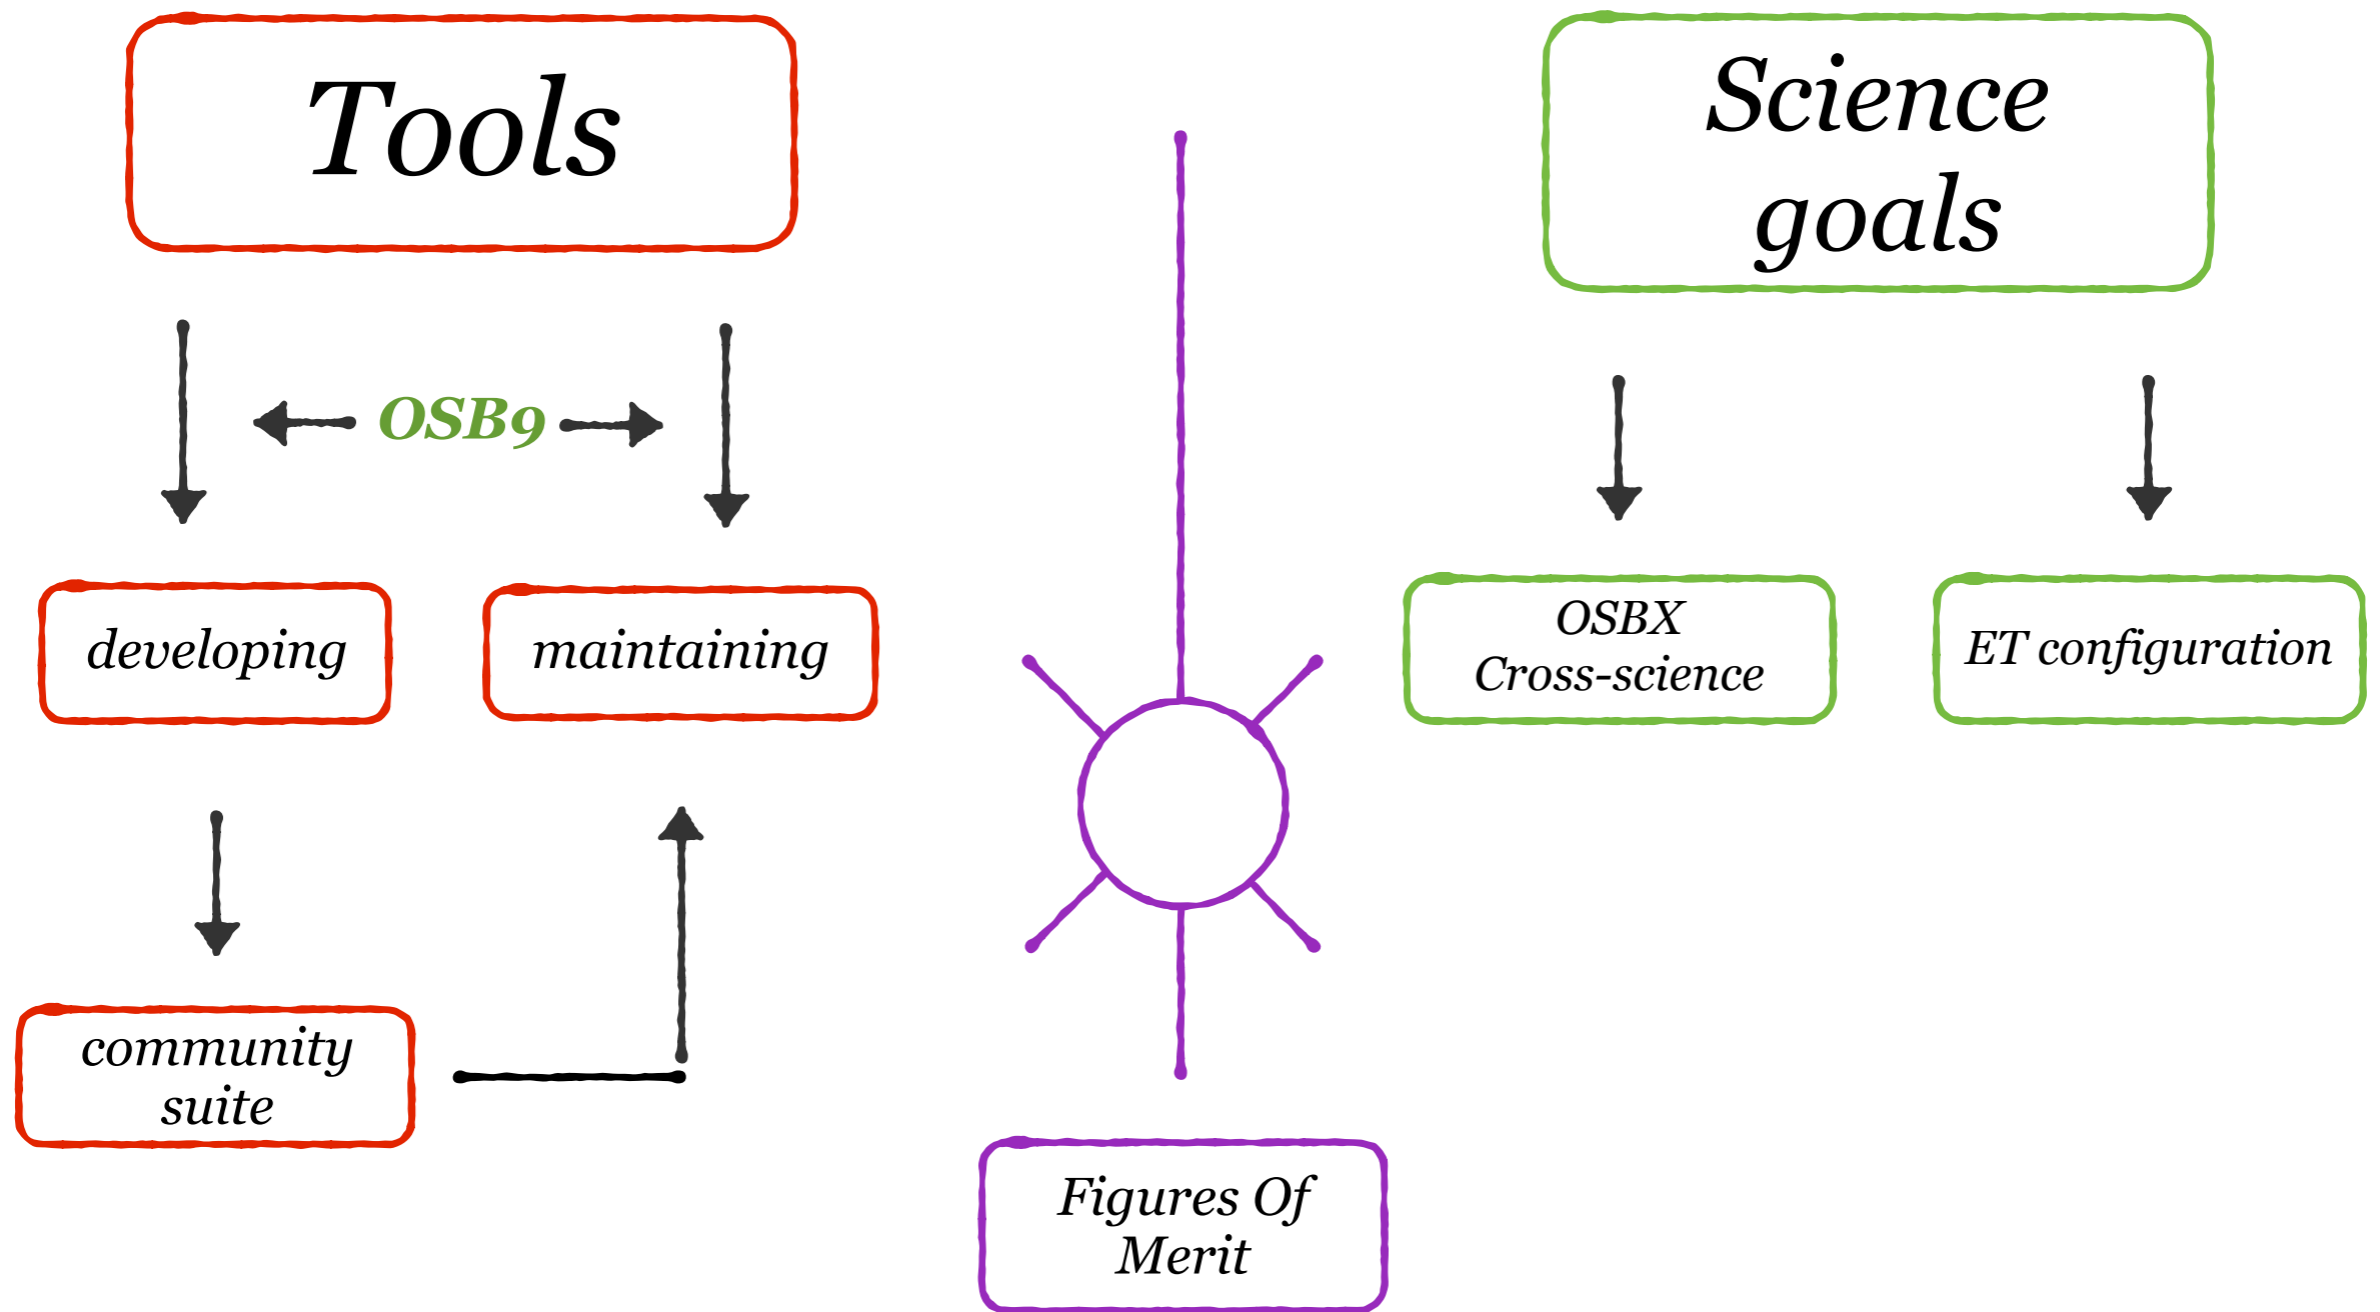 Tools
Science
goals
OSB9
developing
maintaining
OSBX
Cross-science
ET configuration
community
suite
Figures Of
Merit